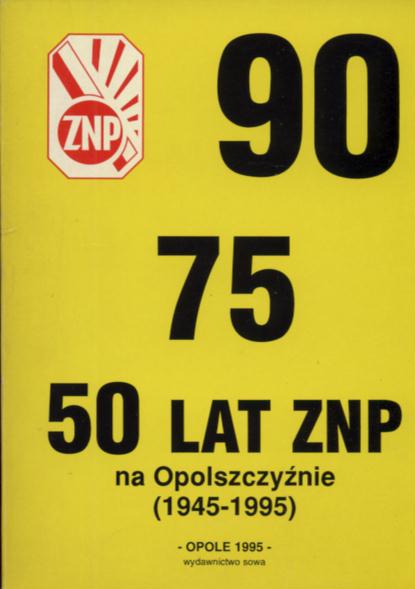 ZNP
90
75
50 LAT ZNP
na Opolszczyźnie
(1945-1995)
- OPOLE 1995 -
wydawnictwo sowa